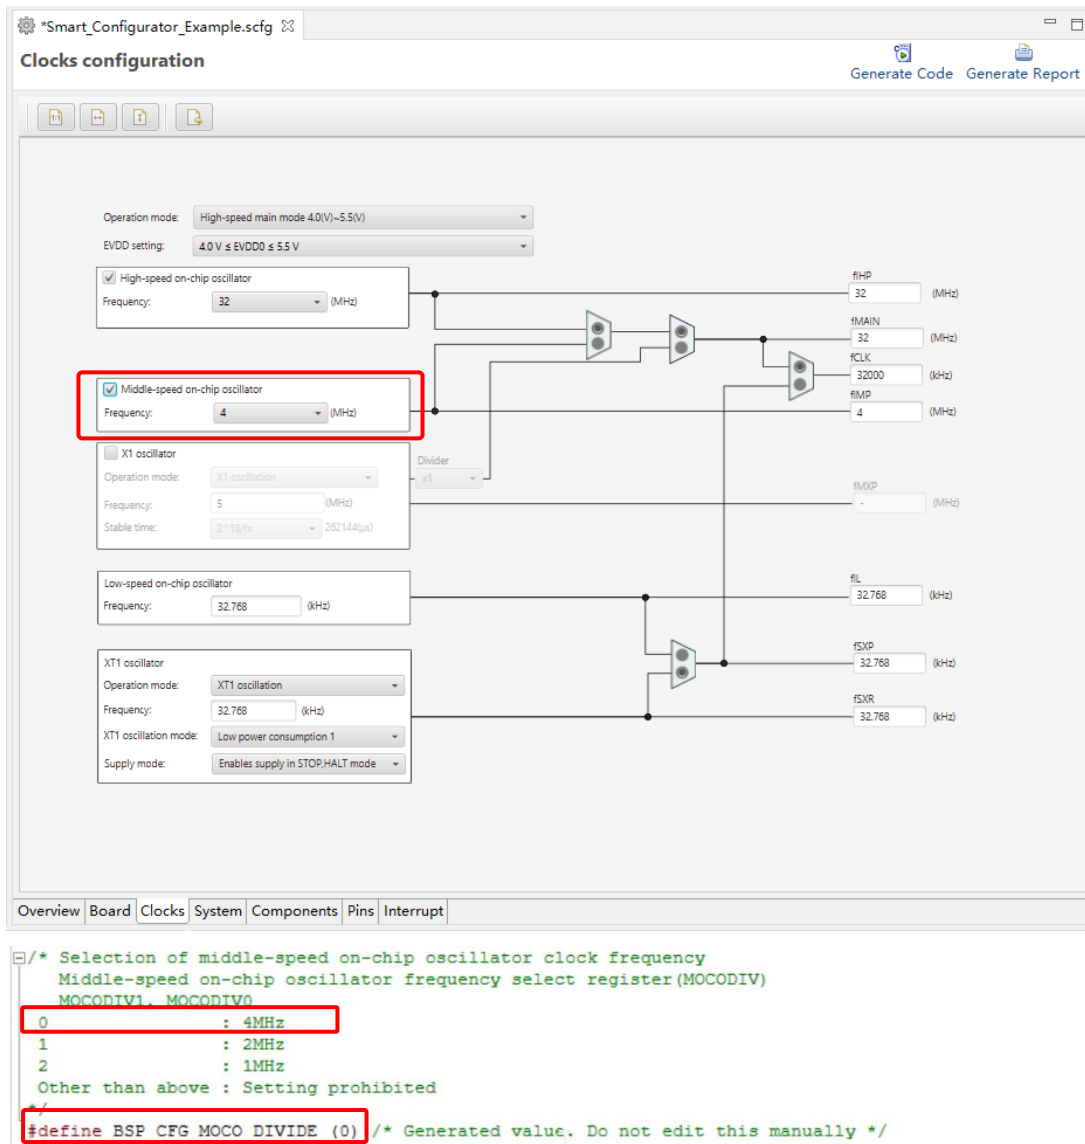 *Smart_Configurator_Example.scfg
Clocks configuration
Generate Code Generate Report
1:1
Operation mode: High-speed main mode 4.0(V)~5.5(V)
EVDD setting: 4.0 V ≤ EVDD0 ≤ 5.5 V
High-speed on-chip oscillator
Frequency: 32 (MHz)
fIHP
32 (MHz)
fMAIN
32 (MHz)
fCLK
32000 (kHz)
Middle-speed on-chip oscillator
Frequency: 4 (MHz)
fIMP
4 (MHz)
X1 oscillator
Operation mode: X1 oscillation
Frequency: 5 (MHz)
Stable time: 2^18/fx 262144(μs)
Divider
x1
fMXP
- (MHz)
Low-speed on-chip oscillator
Frequency: 32.768 (kHz)
fIL
32.768 (kHz)
XT1 oscillator
Operation mode: XT1 oscillation
Frequency: 32.768 (kHz)
XT1 oscillation mode: Low power consumption 1
Supply mode: Enables supply in STOP,HALT mode
fSXP
32.768 (kHz)
fSXR
32.768 (kHz)
Overview Board Clocks System Components Pins Interrupt
/* Selection of middle-speed on-chip oscillator clock frequency
Middle-speed on-chip oscillator frequency select register(MOCODIV)
MOCODIV1, MOCODIV0
0 : 4MHz
1 : 2MHz
2 : 1MHz
Other than above : Setting prohibited
*/
#define BSP_CFG_MOCO_DIVIDE (0) /* Generated value. Do not edit this manually */